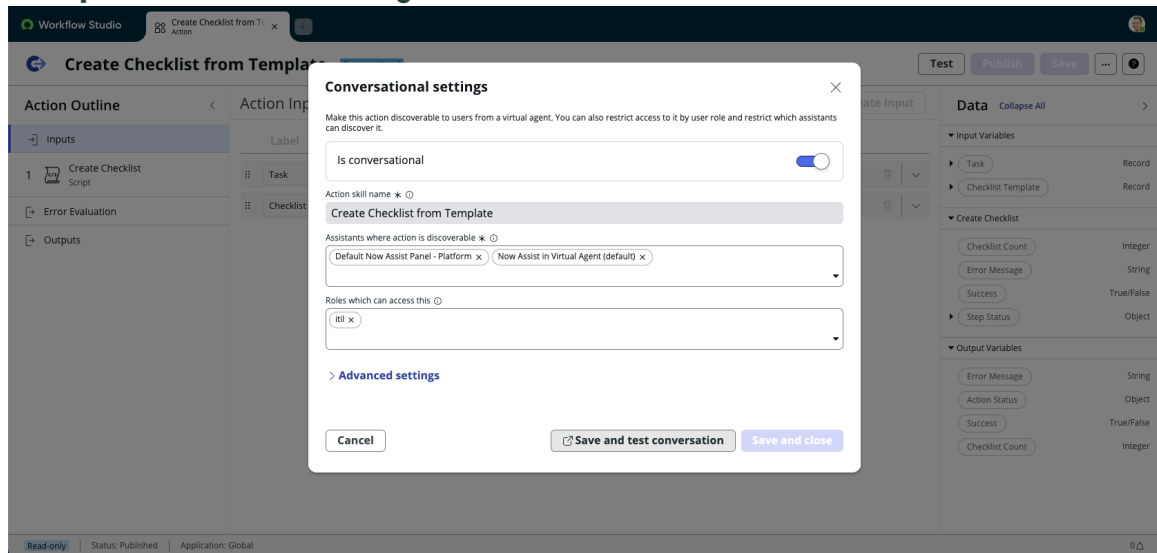 Workflow Studio
Create Checklist from Te
Action
Create Checklist from Template
Test
Publish
Save
Action Outline
Inputs
1
Create Checklist
Script
Error Evaluation
Outputs
Action Inp
Label
Task
Checklist
eate Input
Conversational settings
Make this action discoverable to users from a virtual agent. You can also restrict access to it by user role and restrict which assistants
can discover it.
Is conversational
Action skill name *
Create Checklist from Template
Assistants where action is discoverable *
Default Now Assist Panel - Platform ×
Now Assist in Virtual Agent (default) ×
Roles which can access this
itil ×
Advanced settings
Cancel
Save and test conversation
Save and close
Data
Collapse All
Input Variables
Task
Record
Checklist Template
Record
Create Checklist
Checklist Count
Integer
Error Message
String
Success
True/False
Step Status
Object
Output Variables
Error Message
String
Action Status
Object
Success
True/False
Checklist Count
Integer
Read-only
Status: Published
Application: Global
0